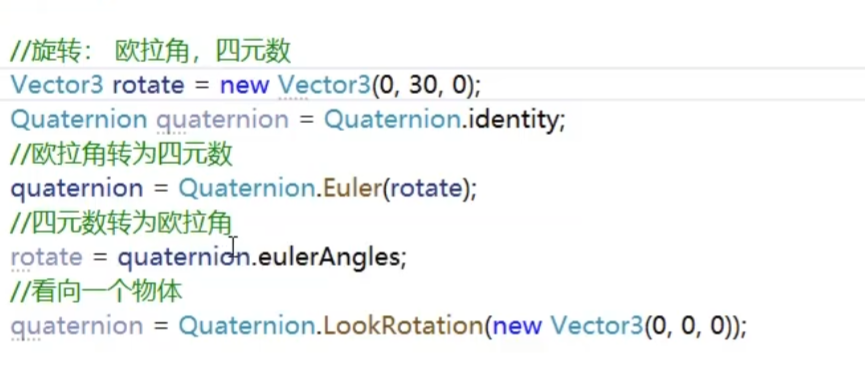 //旋转： 欧拉角，四元数
Vector3 rotate = new Vector3(0, 30, 0);
Quaternion quaternion = Quaternion.identity;
//欧拉角转为四元数
quaternion = Quaternion.Euler(rotate);
//四元数转为欧拉角
rotate = quaternion.eulerAngles;
//看向一个物体
quaternion = Quaternion.LookRotation(new Vector3(0, 0, 0));